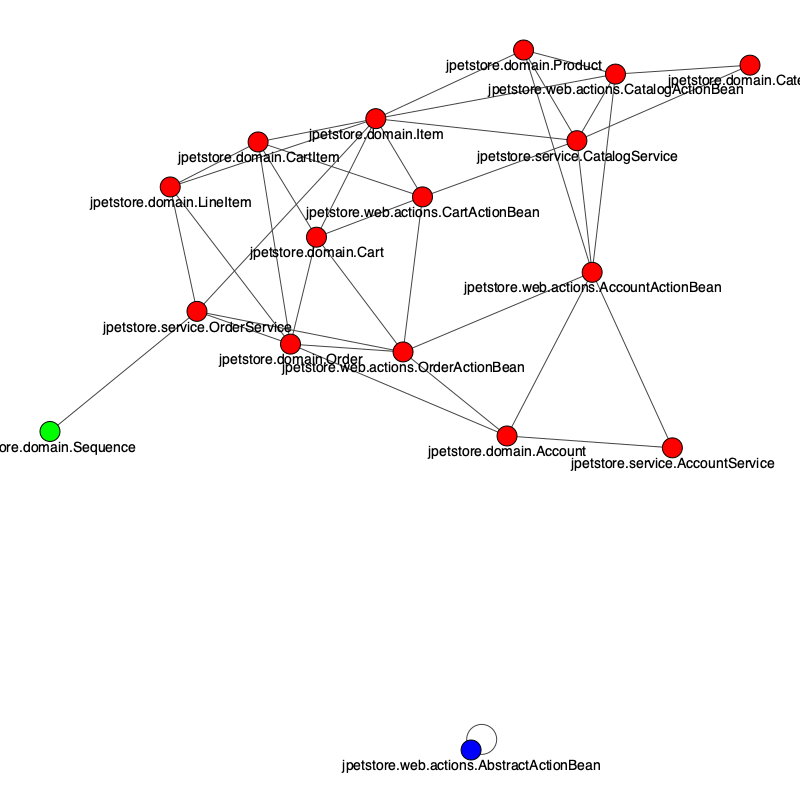 jpetstore.domain.Product
jpetstore.domain.Cate
jpetstore.web.actions.CatalogActionBean
jpetstore.domain.Item
jpetstore.domain.CartItem
jpetstore.service.CatalogService
jpetstore.domain.LineItem
jpetstore.web.actions.CartActionBean
jpetstore.domain.Cart
jpetstore.web.actions.AccountActionBean
jpetstore.service.OrderService
jpetstore.domain.Order
jpetstore.web.actions.OrderActionBean
ore.domain.Sequence
jpetstore.domain.Account
jpetstore.service.AccountService
jpetstore.web.actions.AbstractActionBean